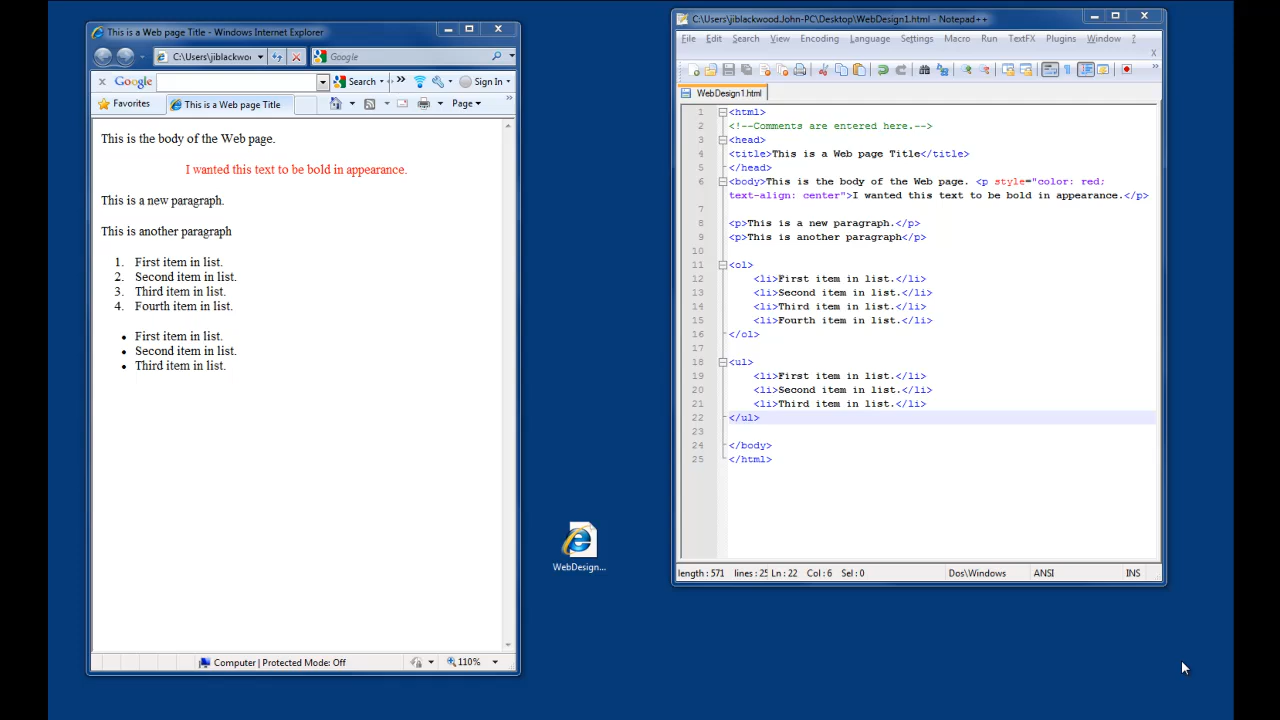 This is a Web page Title - Windows Internet Explorer
C:\Users\jiblackwoo
Google
Google
Search
Sign In
Favorites
This is a Web page Title
Page
This is the body of the Web page.
I wanted this text to be bold in appearance.
This is a new paragraph.
This is another paragraph
1. First item in list.
2. Second item in list.
3. Third item in list.
4. Fourth item in list.
• First item in list.
• Second item in list.
• Third item in list.
Computer | Protected Mode: Off
110%
WebDesign...
C:\Users\jiblackwood.John-PC\Desktop\WebDesign1.html - Notepad++
File Edit Search View Encoding Language Settings Macro Run TextFX Plugins Window ?
X
WebDesign1.html
1 <html>
2 <!--Comments are entered here.-->
3 <head>
4 <title>This is a Web page Title</title>
5 </head>
6 <body>This is the body of the Web page. <p style="color: red;
text-align: center">I wanted this text to be bold in appearance.</p>
7
8 <p>This is a new paragraph.</p>
9 <p>This is another paragraph</p>
10
11 <ol>
12 <li>First item in list.</li>
13 <li>Second item in list.</li>
14 <li>Third item in list.</li>
15 <li>Fourth item in list.</li>
16 </ol>
17
18 <ul>
19 <li>First item in list.</li>
20 <li>Second item in list.</li>
21 <li>Third item in list.</li>
22 </ul>
23
24 </body>
25 </html>
length : 571 lines : 25 Ln : 22 Col : 6 Sel : 0 Dos\Windows ANSI INS